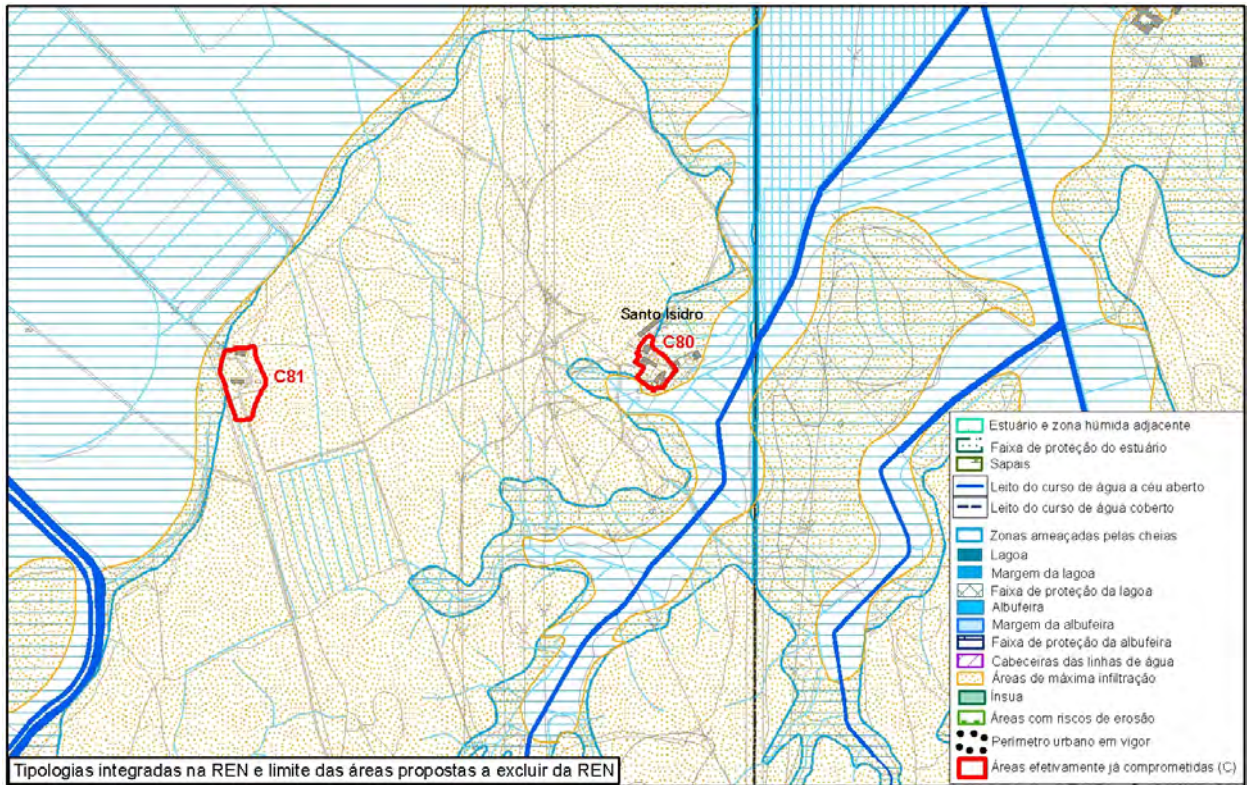 Santo Isidro
C80
C81
Estuário e zona húmida adjacente
Faixa de proteção do estuário
Sapais
Leito do curso de água a céu aberto
Leito do curso de água coberto
Zonas ameaçadas pelas cheias
Lagoa
Margem da lagoa
Faixa de proteção da lagoa
Albufeira
Margem da albufeira
Faixa de proteção da albufeira
Cabeceiras das linhas de água
Áreas de máxima infiltração
Ínsua
Áreas com riscos de erosão
Perímetro urbano em vigor
Áreas efetivamente já comprometidas (C)
Tipologias integradas na REN e limite das áreas propostas a excluir da REN